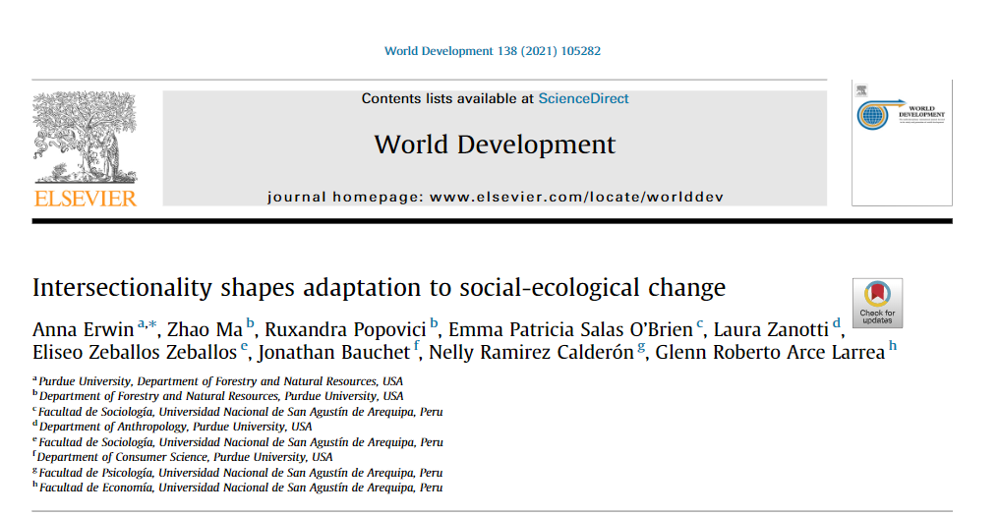 World Development 138 (2021) 105282
Contents lists available at ScienceDirect
World Development
journal homepage: www.elsevier.com/locate/worlddev
ELSEVIER
WORLD
DEVELOPMENT
Intersectionality shapes adaptation to social-ecological change
Check for
updates
Anna Erwin a,*, Zhao Ma b, Ruxandra Popovici b, Emma Patricia Salas O'Brien c, Laura Zanotti d,
Eliseo Zeballos Zeballos e, Jonathan Bauchet f, Nelly Ramirez Calderón g, Glenn Roberto Arce Larrea h
a Purdue University, Department of Forestry and Natural Resources, USA
b Department of Forestry and Natural Resources, Purdue University, USA
c Facultad de Sociología, Universidad Nacional de San Agustín de Arequipa, Peru
d Department of Anthropology, Purdue University, USA
e Facultad de Sociología, Universidad Nacional de San Agustín de Arequipa, Peru
f Department of Consumer Science, Purdue University, USA
g Facultad de Psicología, Universidad Nacional de San Agustín de Arequipa, Peru
h Facultad de Economía, Universidad Nacional de San Agustín de Arequipa, Peru